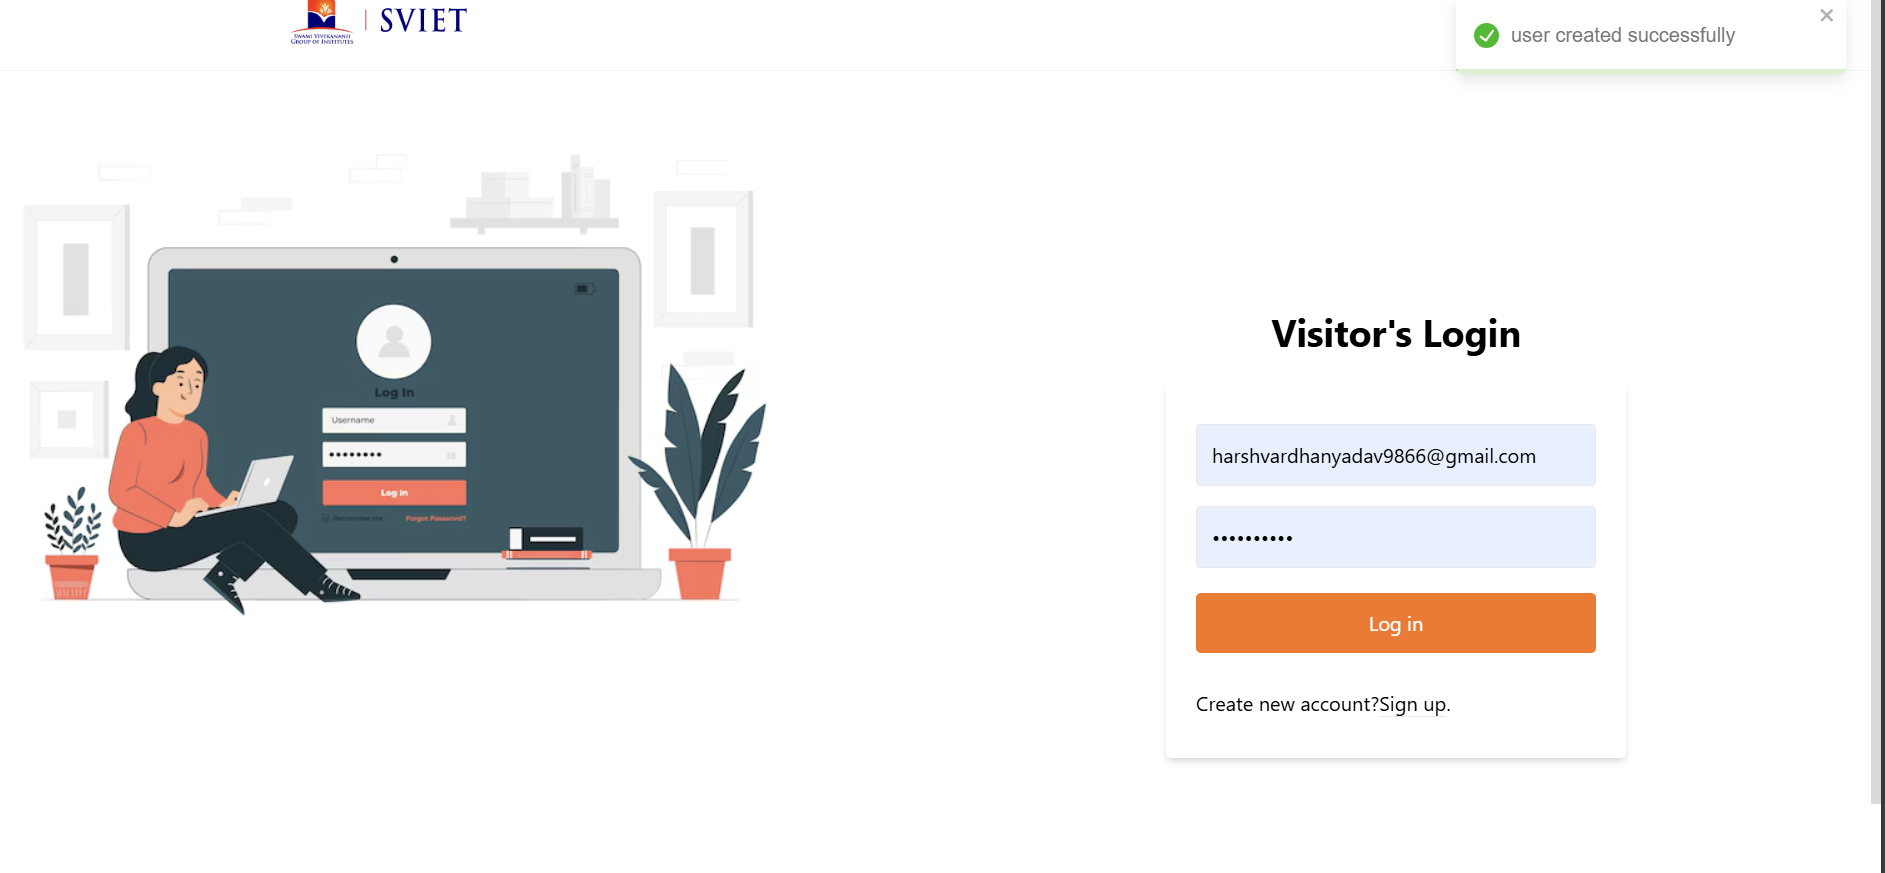 SWAMI VIVEKANAND
GROUP OF INSTITUTES
SVIET
user created successfully
Log In
Username
••••••••
Log In
Remember me
Forgot Password?
Visitor's Login
harshvardhanyadav9866@gmail.com
••••••••••
Log in
Create new account?Sign up.